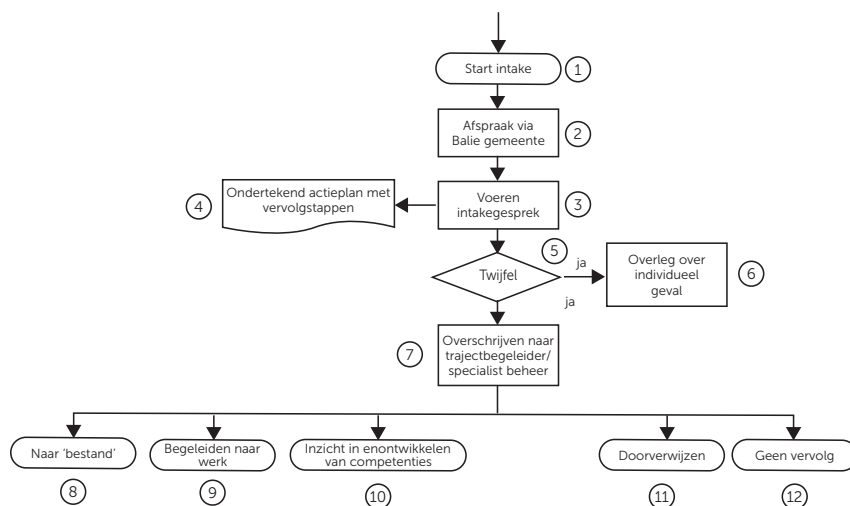 Start intake
1
Afspraak via
Balie gemeente
2
Voeren
intakegesprek
3
Ondertekend actieplan met
vervolgstappen
4
Twijfel
5
ja
ja
Overleg over
individueel
geval
6
Overschrijven naar
trajectbegeleider/
specialist beheer
7
Naar ‘bestand’
8
Begeleiden naar
werk
9
Inzicht in enontwikkelen
van competenties
10
Doorverwijzen
11
Geen vervolg
12